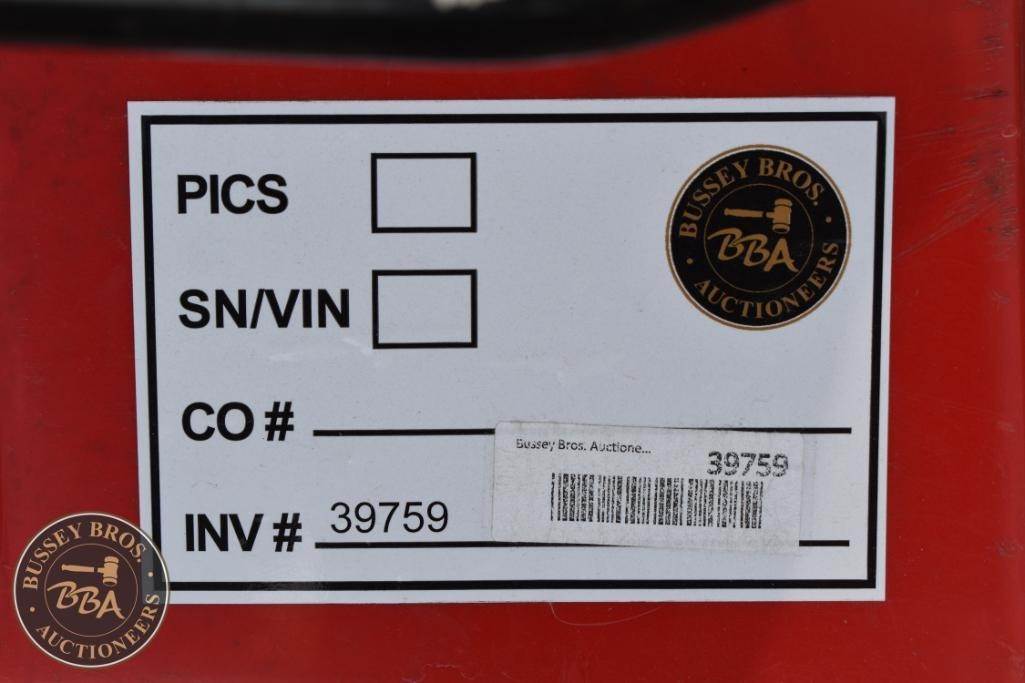 PICS
BUSSEY BROS.
BBA
AUCTIONEERS
SN/VIN
CO #
Bussey Bros. Auctione...
39759
INV # 39759
BUSSEY BROS.
BBA
AUCTIONEERS